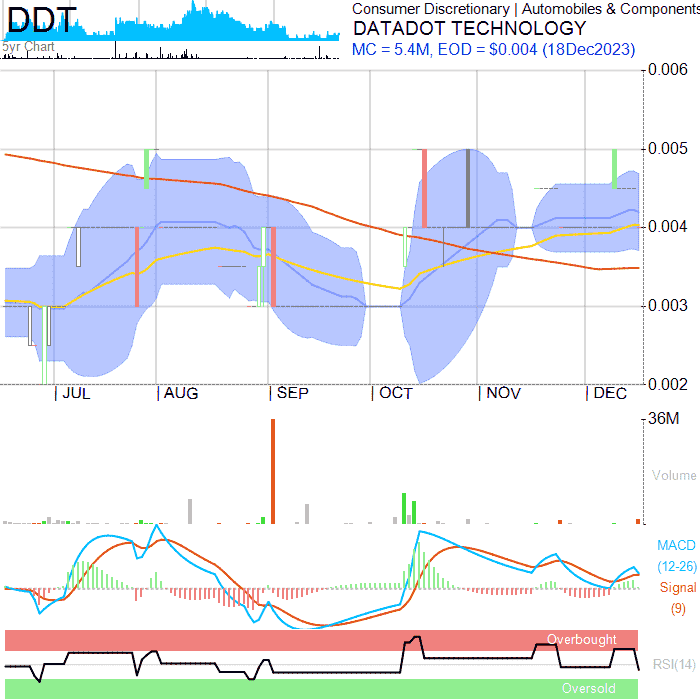 DDT
5yr Chart
Consumer Discretionary | Automobiles & Components
DATADOT TECHNOLOGY
MC = 5.4M, EOD = $0.004 (18Dec2023)
0.006
0.005
0.004
0.003
0.002
JUL AUG SEP OCT NOV DEC
36M
Volume
MACD
(12-26)
Signal
(9)
Overbought
RSI(14)
Oversold